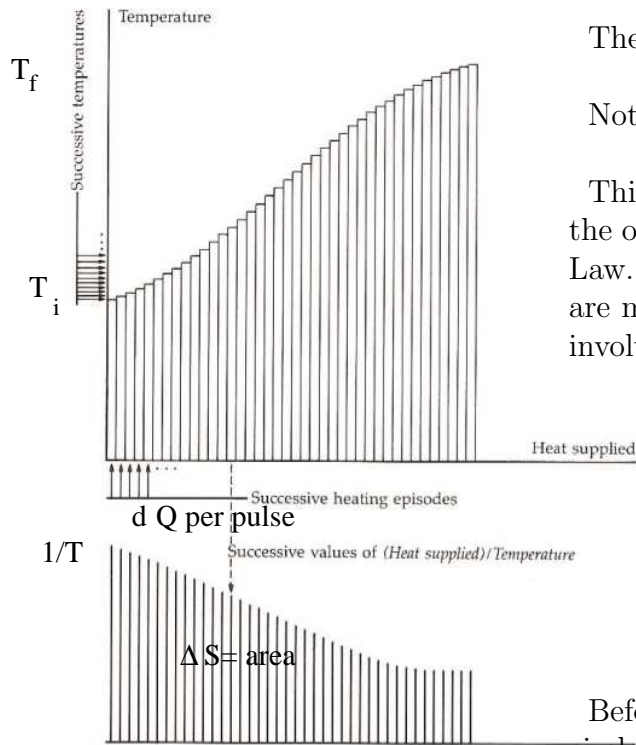 Temperature
T_f
Successive temperatures
T_i
Heat supplied
Successive heating episodes
d Q per pulse
1/T
Successive values of (Heat supplied)/Temperature
Δ S= area
The
Not
Thi
the o
Law.
are m
invol
Befo